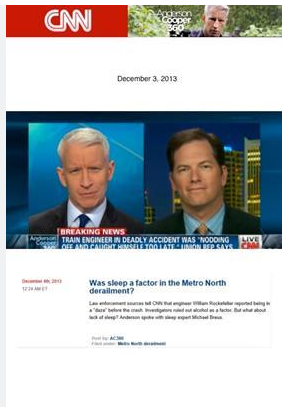 CNN
Anderson
Cooper
360°
December 3, 2013
BREAKING NEWS
Anderson
Cooper
360
TRAIN ENGINEER IN DEADLY ACCIDENT WAS "NODDING
OFF AND CAUGHT HIMSELF TOO LATE," UNION REP SAYS
LIVE
CNN
December 4th, 2013
12:24 AM ET
Was sleep a factor in the Metro North
derailment?
Law enforcement sources tell CNN that engineer William Rockefeller reported being in
a "daze" before the crash. Investigators ruled out alcohol as a factor. But what about
lack of sleep? Anderson spoke with sleep expert Michael Breus.
Post by: AC360
Filed under: Metro North derailment